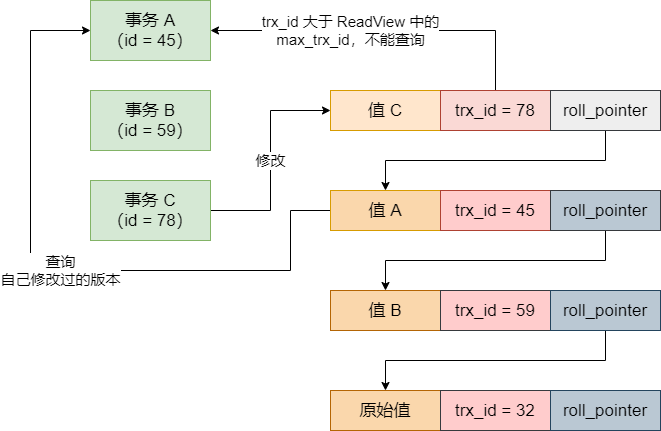 事务 A
（id = 45）
trx_id 大于 ReadView 中的
max_trx_id，不能查询
事务 B
（id = 59）
值 C
trx_id = 78
roll_pointer
修改
事务 C
（id = 78）
值 A
trx_id = 45
roll_pointer
查询
自己修改过的版本
值 B
trx_id = 59
roll_pointer
原始值
trx_id = 32
roll_pointer